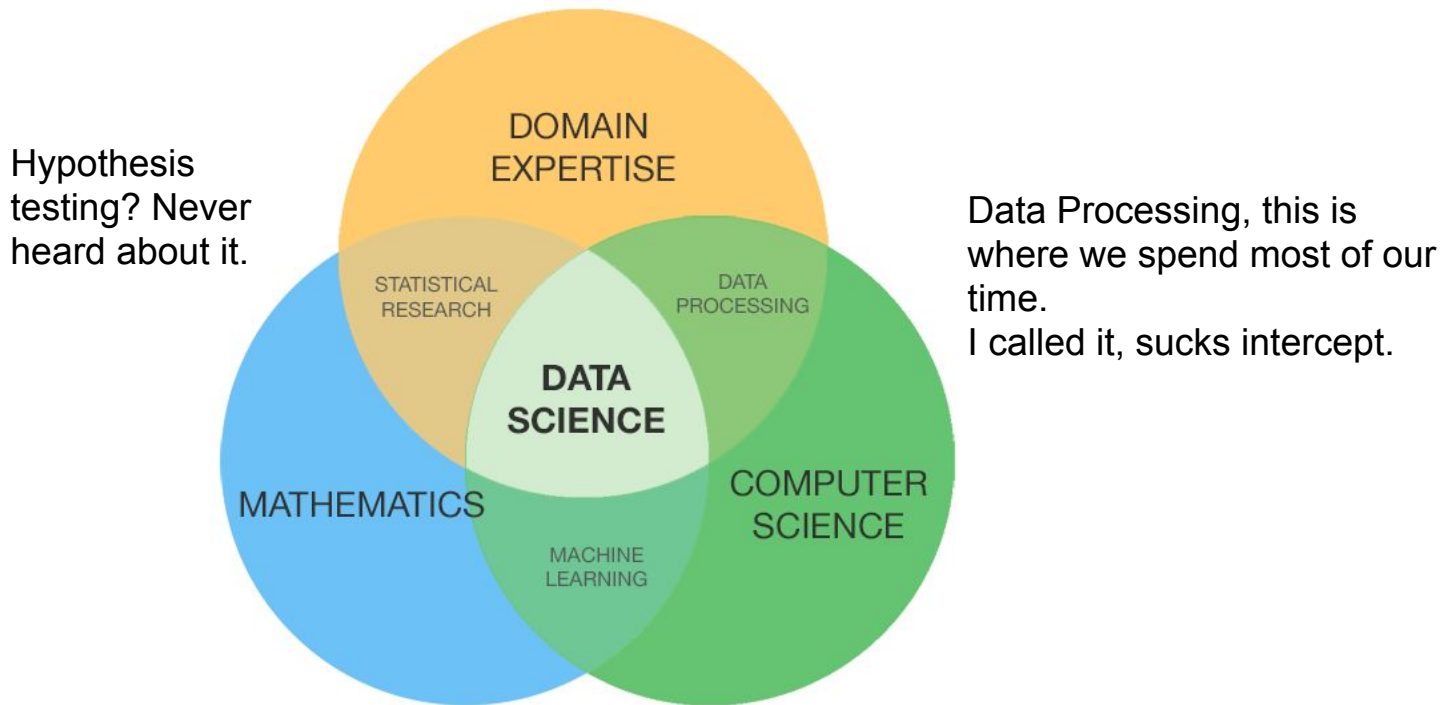 DOMAIN
EXPERTISE
Hypothesis
testing? Never
heard about it.
Data Processing, this is
where we spend most of our
time.
I called it, sucks intercept.
STATISTICAL
RESEARCH
DATA
PROCESSING
DATA
SCIENCE
MATHEMATICS
COMPUTER
SCIENCE
MACHINE
LEARNING